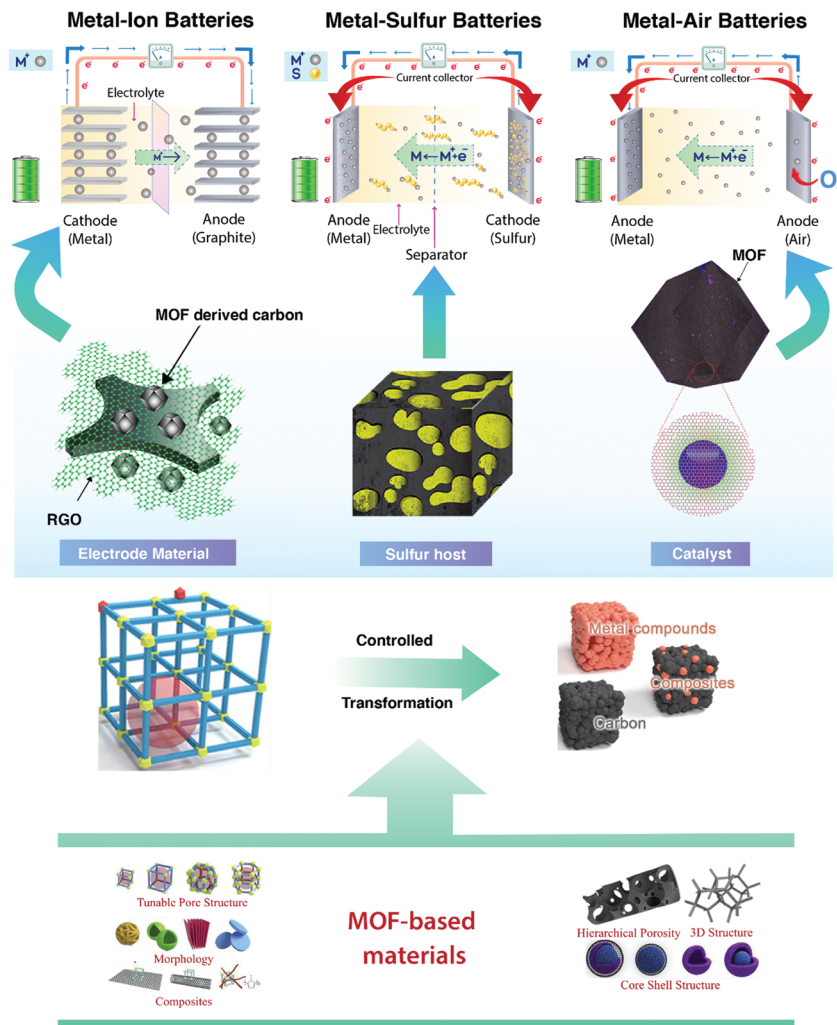 Metal-Ion Batteries
Metal-Sulfur Batteries
Metal-Air Batteries
M+
e-
e- e- e- e- e- e-
e-
Electrolyte
M+
Cathode
(Metal)
Anode
(Graphite)
M+
S
e- e- e- e- e- e-
Current collector
e-
e-
e-
e-
M←M+e-
+
Anode
(Metal)
Electrolyte
Separator
Cathode
(Sulfur)
M+
e- e- e- e- e- e-
Current collector
e-
e-
e-
e-
M←M+e-
+
O
Anode
(Metal)
Anode
(Air)
MOF derived carbon
RGO
MOF
Electrode Material
Sulfur host
Catalyst
Controlled
Transformation
Metal compounds
Composites
Carbon
Tunable Pore Structure
Morphology
Composites
MOF-based
materials
Hierarchical Porosity
3D Structure
Core Shell Structure